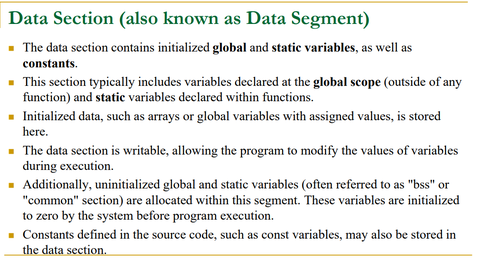 Data Section (also known as Data Segment)
The data section contains initialized global and static variables, as well as
constants.
This section typically includes variables declared at the global scope (outside of any
function) and static variables declared within functions.
Initialized data, such as arrays or global variables with assigned values, is stored
here.
The data section is writable, allowing the program to modify the values of variables
during execution.
Additionally, uninitialized global and static variables (often referred to as "bss" or
"common" section) are allocated within this segment. These variables are initialized
to zero by the system before program execution.
Constants defined in the source code, such as const variables, may also be stored in
the data section.